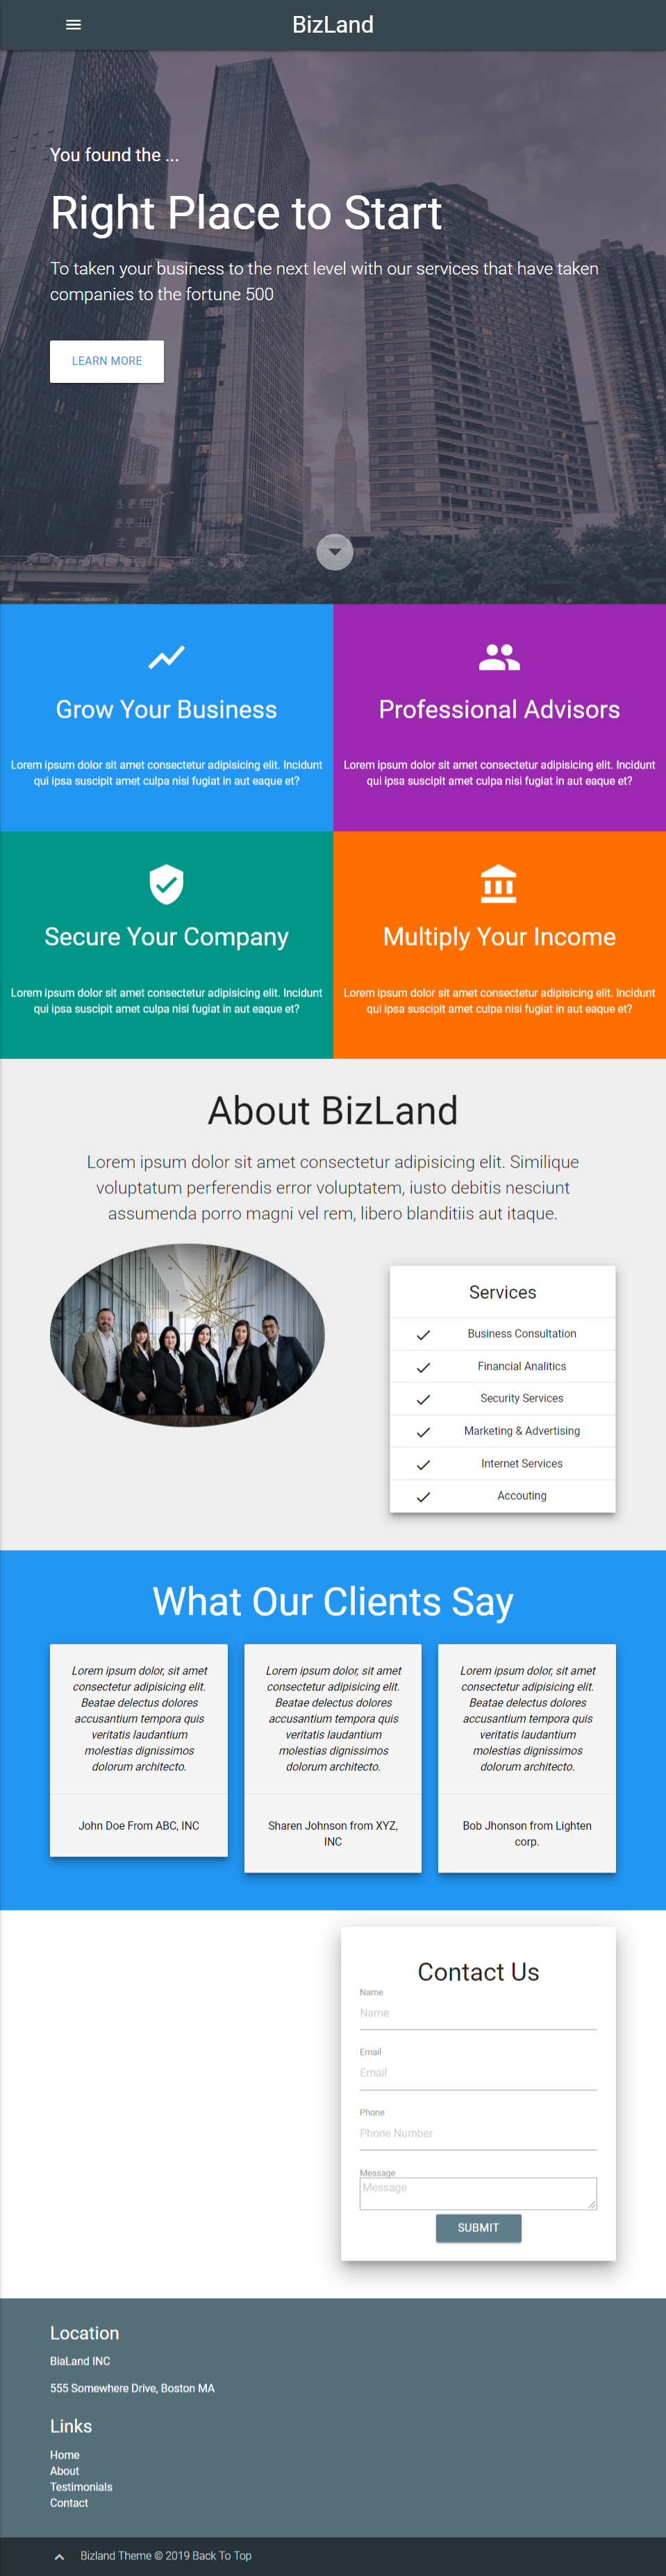 BizLand
You found the ...
Right Place to Start
To taken your business to the next level with our services that have taken
companies to the fortune 500
LEARN MORE
Grow Your Business
Lorem ipsum dolor sit amet consectetur adipisicing elit. Incidunt
qui ipsa suscipit amet culpa nisi fugiat in aut eaque et?
Professional Advisors
Lorem ipsum dolor sit amet consectetur adipisicing elit. Incidunt
qui ipsa suscipit amet culpa nisi fugiat in aut eaque et?
Secure Your Company
Lorem ipsum dolor sit amet consectetur adipisicing elit. Incidunt
qui ipsa suscipit amet culpa nisi fugiat in aut eaque et?
Multiply Your Income
Lorem ipsum dolor sit amet consectetur adipisicing elit. Incidunt
qui ipsa suscipit amet culpa nisi fugiat in aut eaque et?
About BizLand
Lorem ipsum dolor sit amet consectetur adipisicing elit. Similique
voluptatum perferendis error voluptatem, iusto debitis nesciunt
assumenda porro magni vel rem, libero blanditiis aut itaque.
Services
Business Consultation
Financial Analitics
Security Services
Marketing & Advertising
Internet Services
Accouting
What Our Clients Say
Lorem ipsum dolor, sit amet
consectetur adipisicing elit.
Beatae delectus dolores
accusantium tempora quis
veritatis laudantium
molestias dignissimos
dolorum architecto.
John Doe From ABC, INC
Lorem ipsum dolor, sit amet
consectetur adipisicing elit.
Beatae delectus dolores
accusantium tempora quis
veritatis laudantium
molestias dignissimos
dolorum architecto.
Sharen Johnson from XYZ,
INC
Lorem ipsum dolor, sit amet
consectetur adipisicing elit.
Beatae delectus dolores
accusantium tempora quis
veritatis laudantium
molestias dignissimos
dolorum architecto.
Bob Jhonson from Lighten
corp.
Contact Us
Name
Name
Email
Email
Phone
Phone Number
Message
Message
SUBMIT
Location
BiaLand INC
555 Somewhere Drive, Boston MA
Links
Home
About
Testimonials
Contact
Bizland Theme © 2019 Back To Top